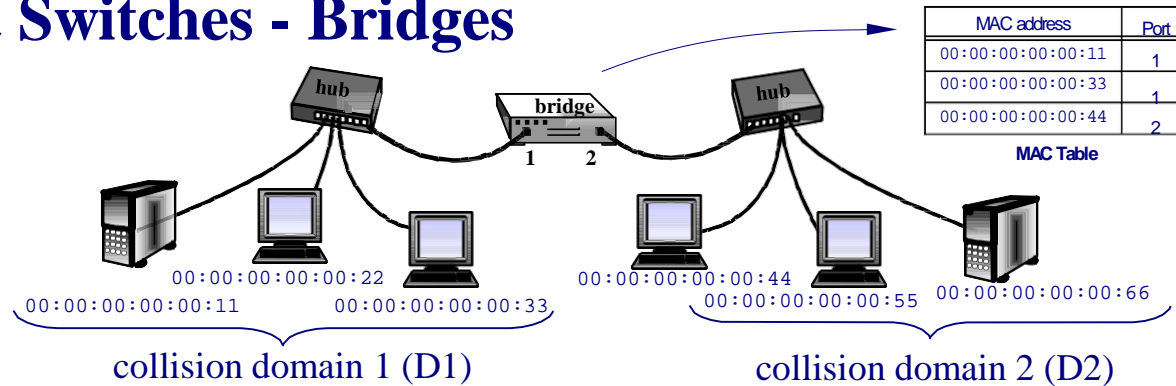 Switches - Bridges
MAC address Port
00:00:00:00:00:11 1
00:00:00:00:00:33 1
00:00:00:00:00:44 2
MAC Table
hub
bridge
hub
1 2
00:00:00:00:00:22
00:00:00:00:00:44
00:00:00:00:00:11
00:00:00:00:00:33
00:00:00:00:00:55
00:00:00:00:00:66
collision domain 1 (D1)
collision domain 2 (D2)